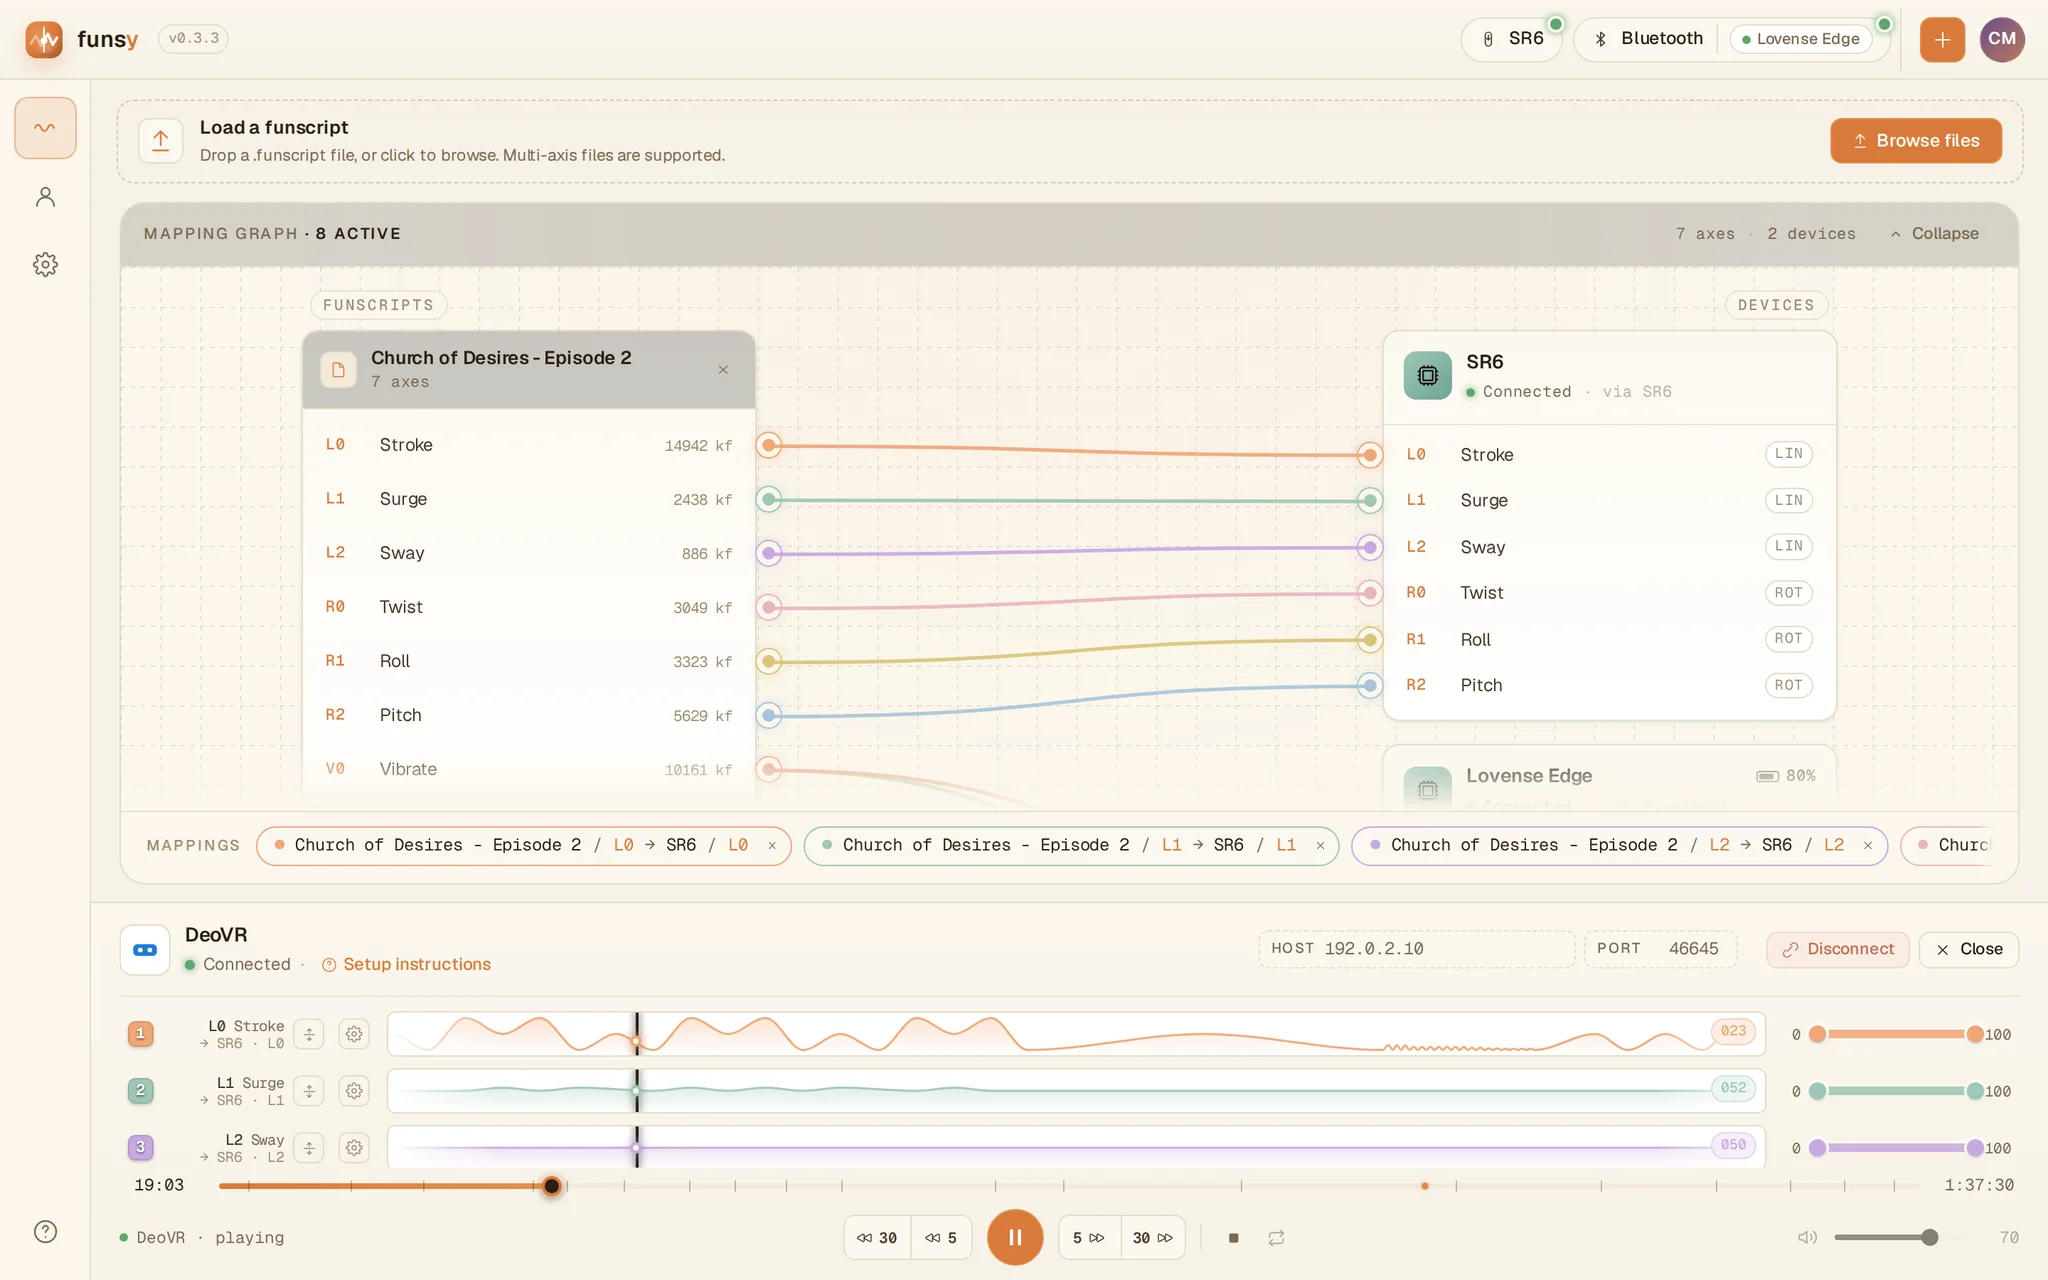 funsy v0.3.3 SR6 Bluetooth Lovense Edge CM
Load a funscript
Drop a .funscript file, or click to browse. Multi-axis files are supported.
Browse files
MAPPING GRAPH · 8 ACTIVE 7 axes · 2 devices Collapse
FUNSCRIPTS DEVICES
Church of Desires - Episode 2
7 axes
L0 Stroke 14942 kf
L1 Surge 2438 kf
L2 Sway 886 kf
R0 Twist 3049 kf
R1 Roll 3323 kf
R2 Pitch 5629 kf
V0 Vibrate 10161 kf
SR6
Connected · via SR6
L0 Stroke LIN
L1 Surge LIN
L2 Sway LIN
R0 Twist ROT
R1 Roll ROT
R2 Pitch ROT
Lovense Edge 80%
Connected
MAPPINGS Church of Desires - Episode 2 / L0 → SR6 / L0 × Church of Desires - Episode 2 / L1 → SR6 / L1 × Church of Desires - Episode 2 / L2 → SR6 / L2 ×
DeoVR
Connected · Setup instructions
HOST 192.0.2.10 PORT 46645 Disconnect Close
1 L0 Stroke 023 0 100
→ SR6 · L0
2 L1 Surge 052 0 100
→ SR6 · L1
3 L2 Sway 050 0 100
→ SR6 · L2
19:03 1:37:30
DeoVR · playing 30 5 5 30 70